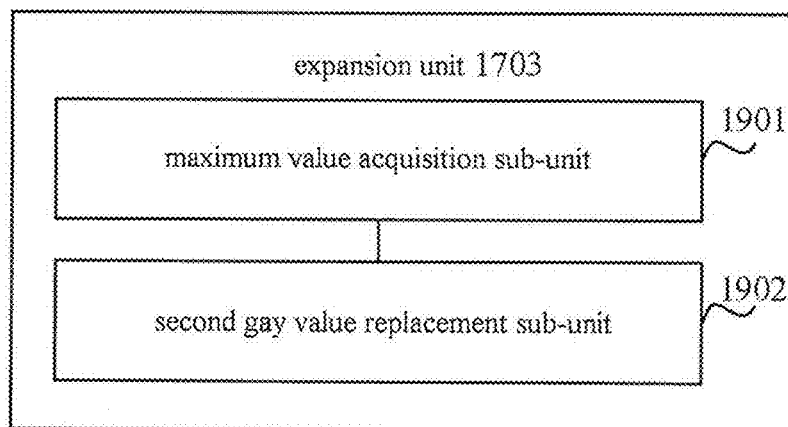 expansion unit 1703
1901
maximum value acquisition sub-unit
1902
second gay value replacement sub-unit